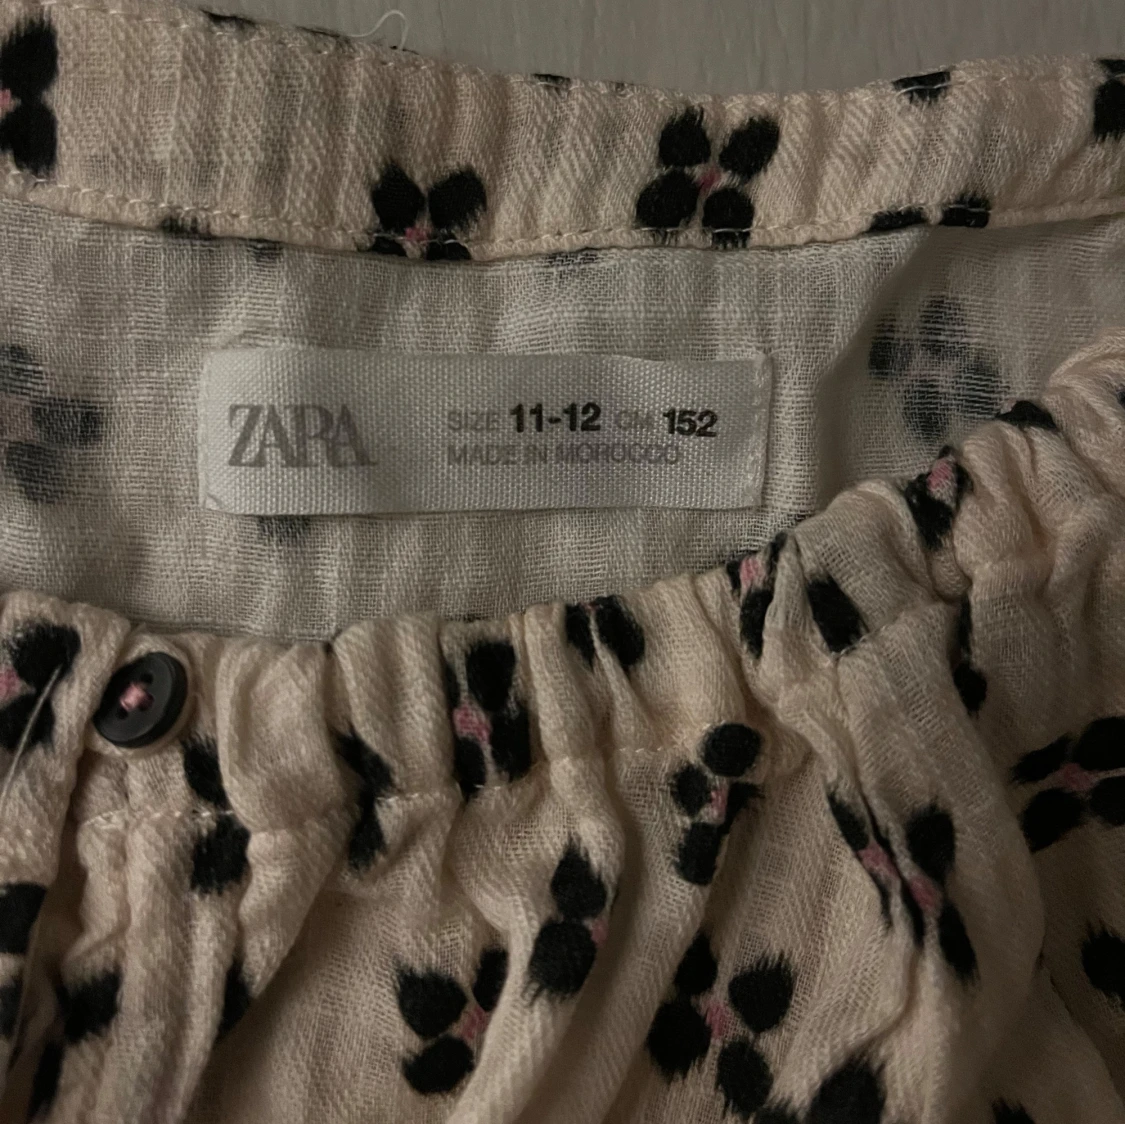 ZARA
SIZE 11-12 CM 152
MADE IN MOROCCO